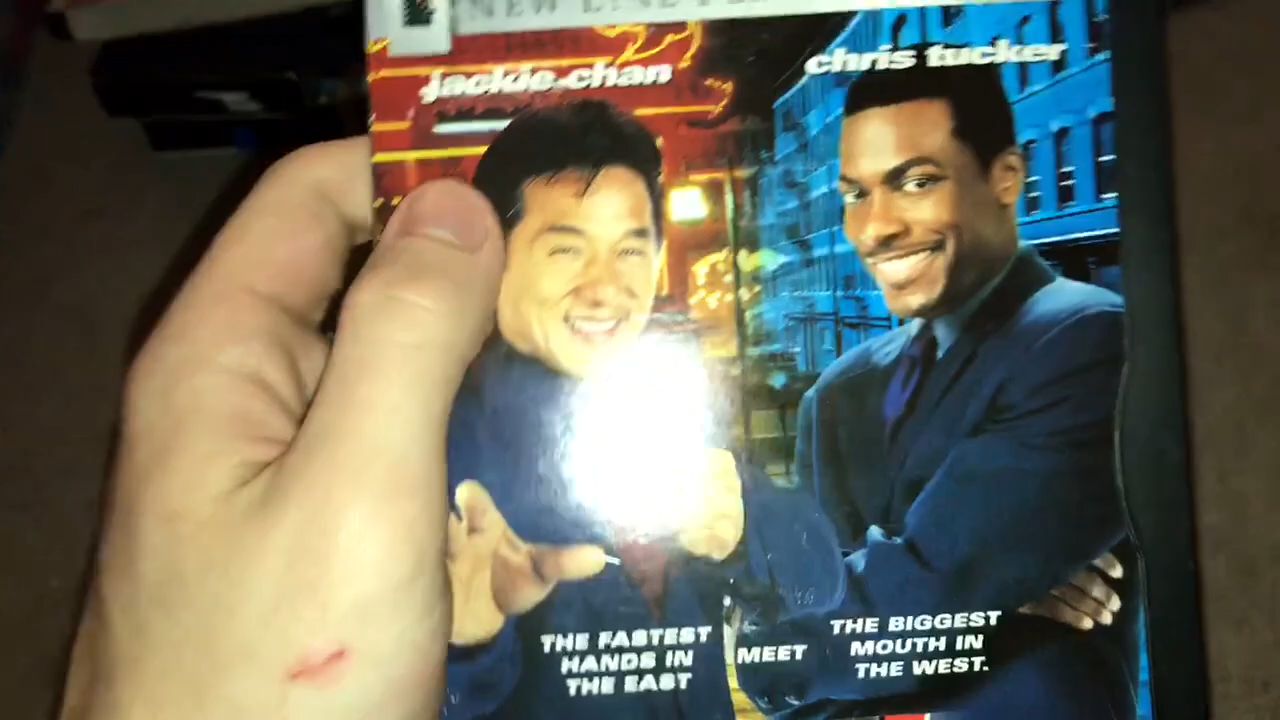 NEW LINE
jackie chan
chris tucker
THE FASTEST
HANDS IN
THE EAST
MEET
THE BIGGEST
MOUTH IN
THE WEST.